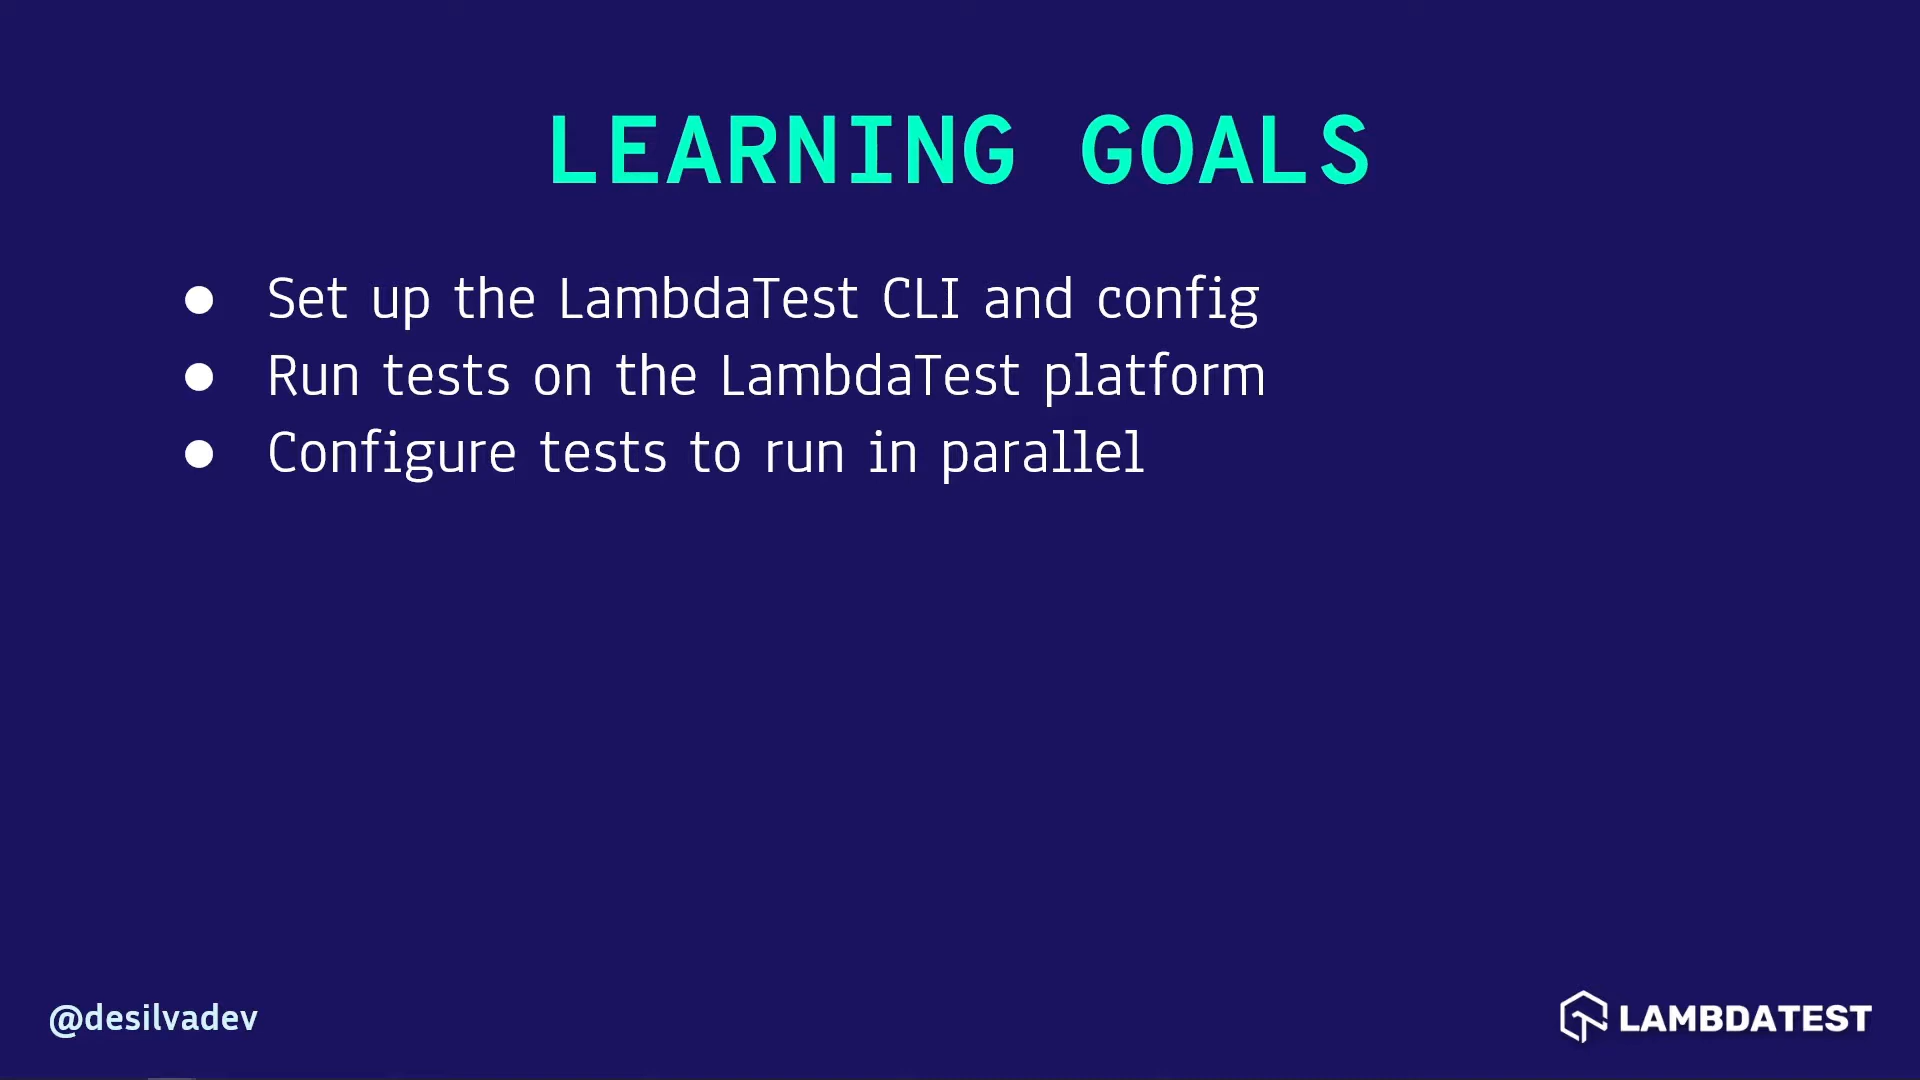 LEARNING GOALS
● Set up the LambdaTest CLI and config
● Run tests on the LambdaTest platform
● Configure tests to run in parallel
@desilvadev
LAMBDATEST